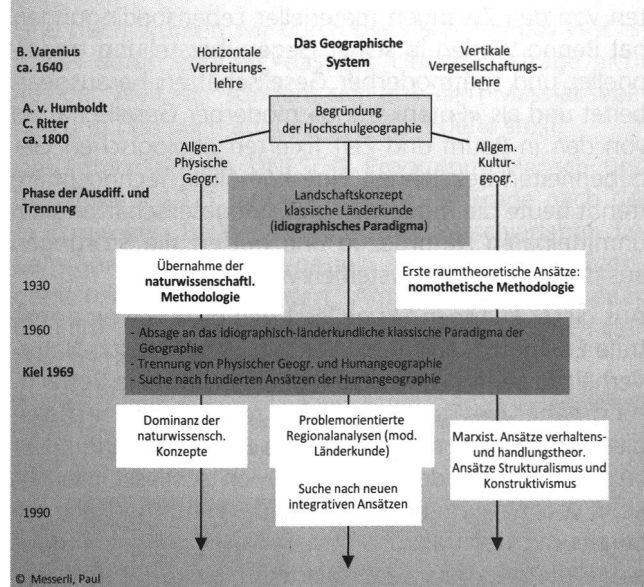 Das Geographische
System
B. Varenius
ca. 1640
Horizontale
Verbreitungs-
lehre
Vertikale
Vergesellschaftungs-
lehre
A. v. Humboldt
C. Ritter
ca. 1800
Begründung
der Hochschulgeographie
Allgem.
Physische
Geogr.
Allgem.
Kultur-
geogr.
Phase der Ausdiff. und
Trennung
Landschaftskonzept
klassische Länderkunde
(idiographisches Paradigma)
1930
Übernahme der
naturwissenschaftl.
Methodologie
Erste raumtheoretische Ansätze:
nomothetische Methodologie
1960
- Absage an das idiographisch-länderkundliche klassische Paradigma der
Geographie
- Trennung von Physischer Geogr. und Humangeographie
- Suche nach fundierten Ansätzen der Humangeographie
Kiel 1969
Dominanz der
naturwissensch.
Konzepte
Problemorientierte
Regionalanalysen (mod.
Länderkunde)
Suche nach neuen
integrativen Ansätzen
Marxist. Ansätze verhaltens-
und handlungstheor.
Ansätze Strukturalismus und
Konstruktivismus
1990
© Messerli, Paul